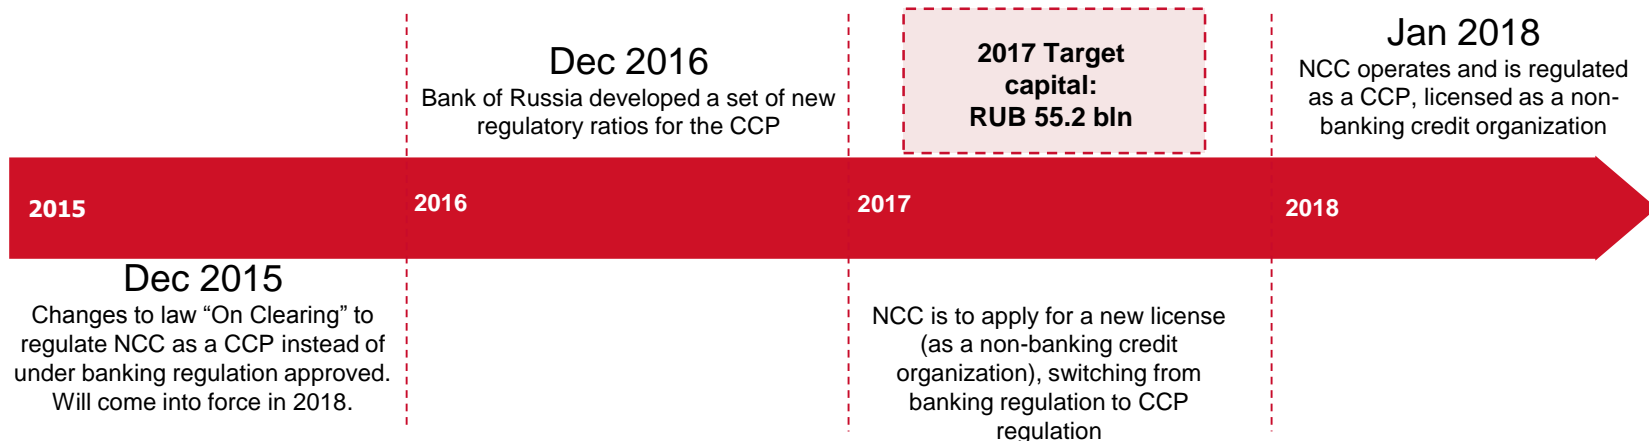 Dec 2016
Bank of Russia developed a set of new
regulatory ratios for the CCP
2017 Target
capital:
RUB 55.2 bln
Jan 2018
NCC operates and is regulated
as a CCP, licensed as a non-
banking credit organization
2015
2016
2017
2018
Dec 2015
Changes to law “On Clearing” to
regulate NCC as a CCP instead of
under banking regulation approved.
Will come into force in 2018.
NCC is to apply for a new license
(as a non-banking credit
organization), switching from
banking regulation to CCP
regulation